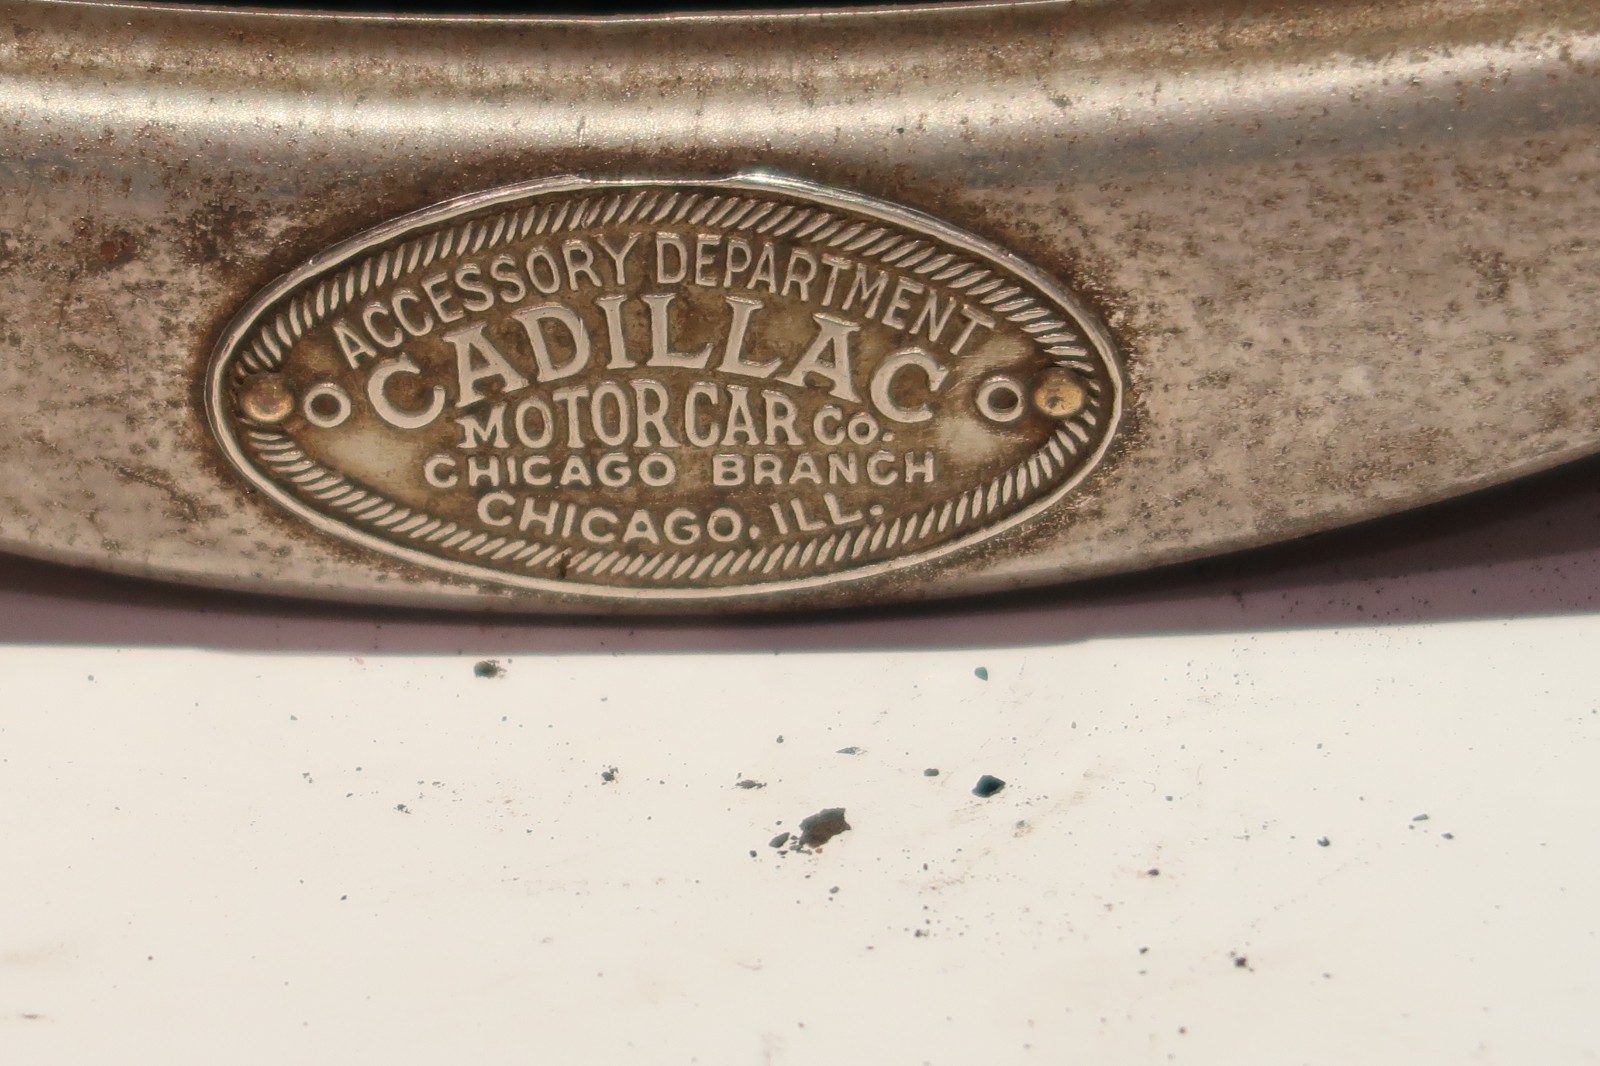 ACCESSORY DEPARTMENT
CADILLAC
MOTOR CAR CO.
CHICAGO BRANCH
CHICAGO, ILL.